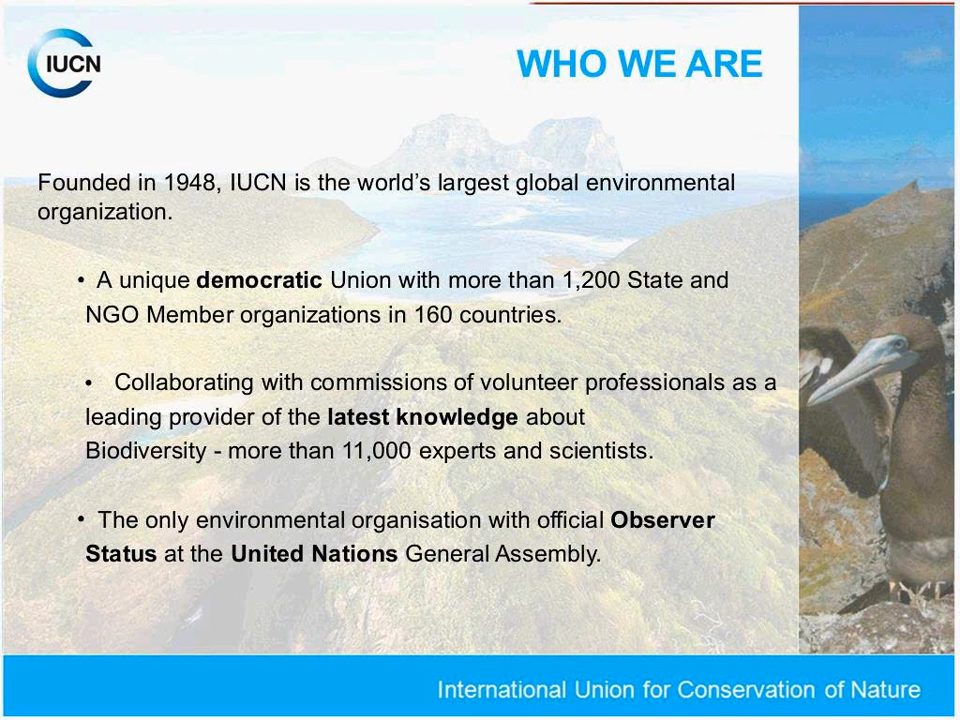 IUCN
WHO WE ARE
Founded in 1948, IUCN is the world’s largest global environmental
organization.
• A unique democratic Union with more than 1,200 State and
NGO Member organizations in 160 countries.
• Collaborating with commissions of volunteer professionals as a
leading provider of the latest knowledge about
Biodiversity - more than 11,000 experts and scientists.
• The only environmental organisation with official Observer
Status at the United Nations General Assembly.
International Union for Conservation of Nature